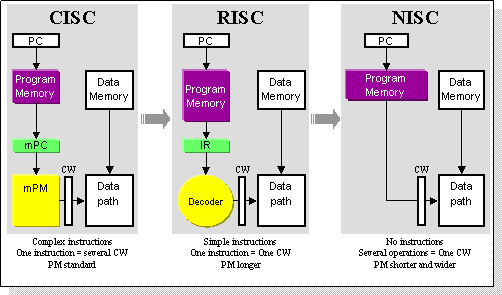 CISC
PC
Program
Memory
Data
Memory
mPC
mPM
CW
Data
path
Complex instructions
One instruction = several CW
PM standard
RISC
PC
Program
Memory
Data
Memory
IR
Decoder
CW
Data
path
Simple instructions
One instruction = One CW
PM longer
NISC
PC
Program
Memory
Data
Memory
CW
Data
path
No instructions
Several operations = One CW
PM shorter and wider